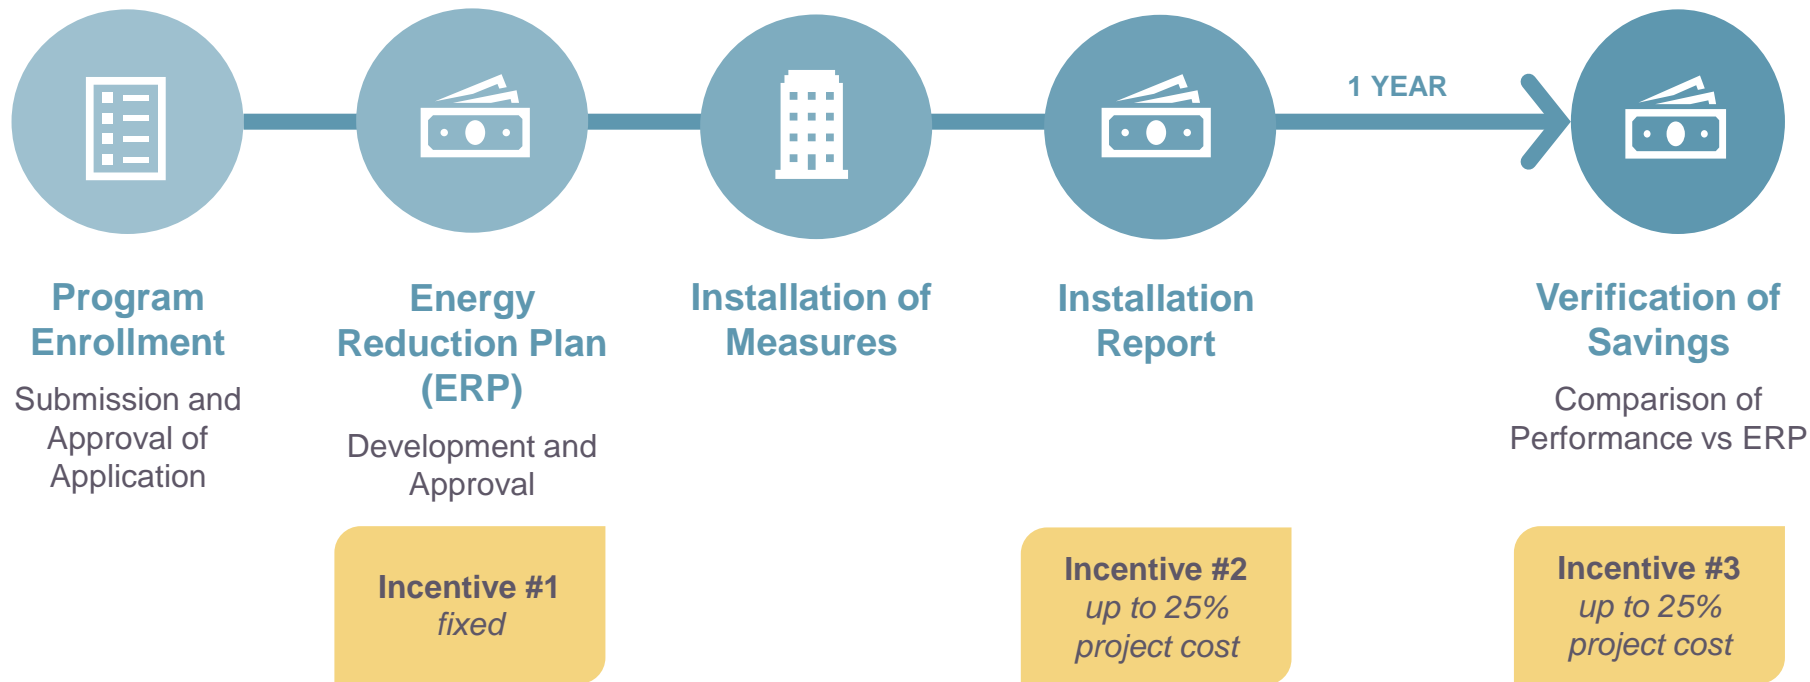 1 YEAR
Program
Enrollment
Submission and
Approval of
Application
Energy
Reduction Plan
(ERP)
Development and
Approval
Incentive #1
fixed
Installation of
Measures
Installation
Report
Incentive #2
up to 25%
project cost
Verification of
Savings
Comparison of
Performance vs ERP
Incentive #3
up to 25%
project cost